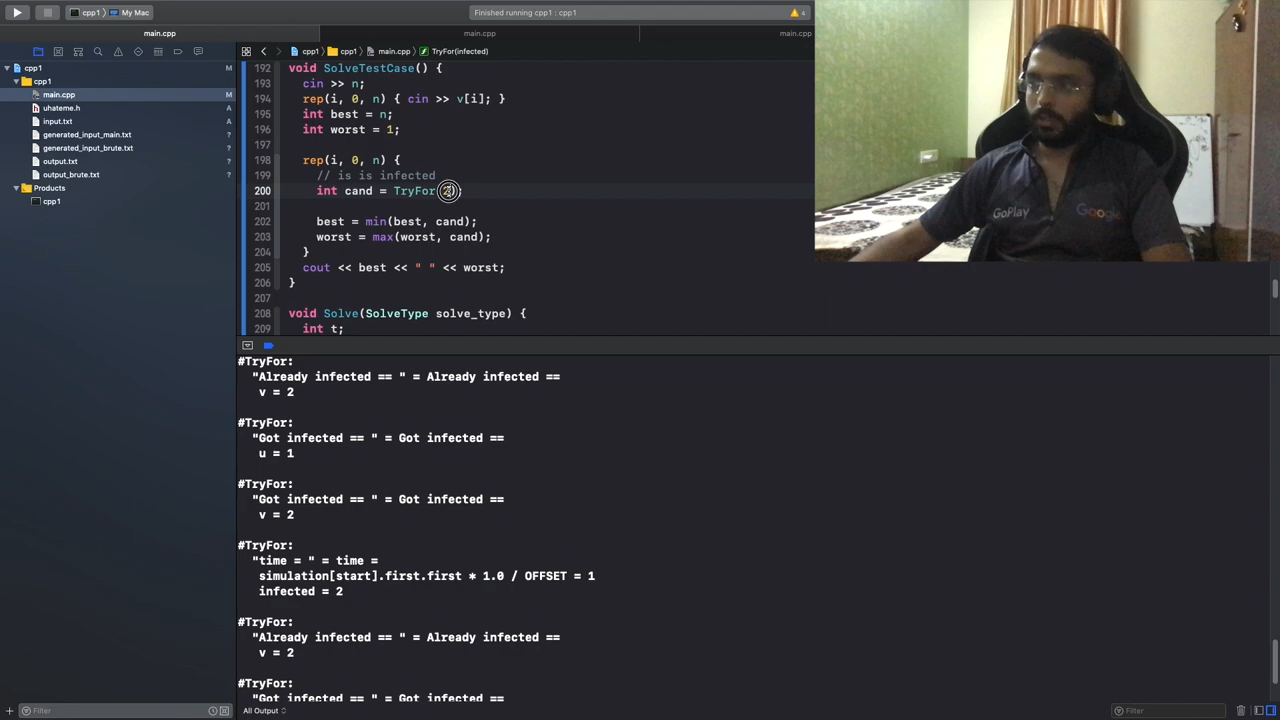 cpp1 My Mac
Finished running cpp1 : cpp1
4
main.cpp
main.cpp
main.cpp
cpp1
M
cpp1
main.cpp
M
uhateme.h
A
input.txt
A
generated_input_main.txt
?
generated_input_brute.txt
?
output.txt
?
output_brute.txt
?
Products
cpp1
cpp1 cpp1 main.cpp TryFor(infected)
192 void SolveTestCase() {
193 cin >> n;
194 rep(i, 0, n) { cin >> v[i]; }
195 int best = n;
196 int worst = 1;
197
198 rep(i, 0, n) {
199 // is is infected
200 int cand = TryFor(
201
202 best = min(best, cand);
203 worst = max(worst, cand);
204 }
205 cout << best << " " << worst;
206 }
207
208 void Solve(SolveType solve_type) {
209 int t;
GoPlay
Google
#TryFor:
"Already infected == " = Already infected ==
v = 2
#TryFor:
"Got infected == " = Got infected ==
u = 1
#TryFor:
"Got infected == " = Got infected ==
v = 2
#TryFor:
"time = " = time =
simulation[start].first.first * 1.0 / OFFSET = 1
infected = 2
#TryFor:
"Already infected == " = Already infected ==
v = 2
#TryFor:
"Got infected == " = Got infected ==
Filter
All Output
Filter